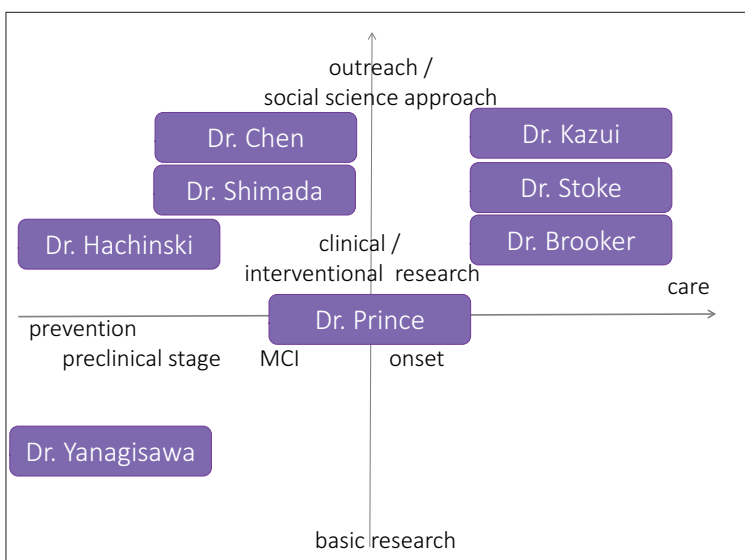 outreach /
social science approach
Dr. Chen
Dr. Kazui
Dr. Shimada
Dr. Stoke
Dr. Hachinski
Dr. Brooker
clinical /
interventional research
care
Dr. Prince
prevention
preclinical stage
MCI
onset
Dr. Yanagisawa
basic research